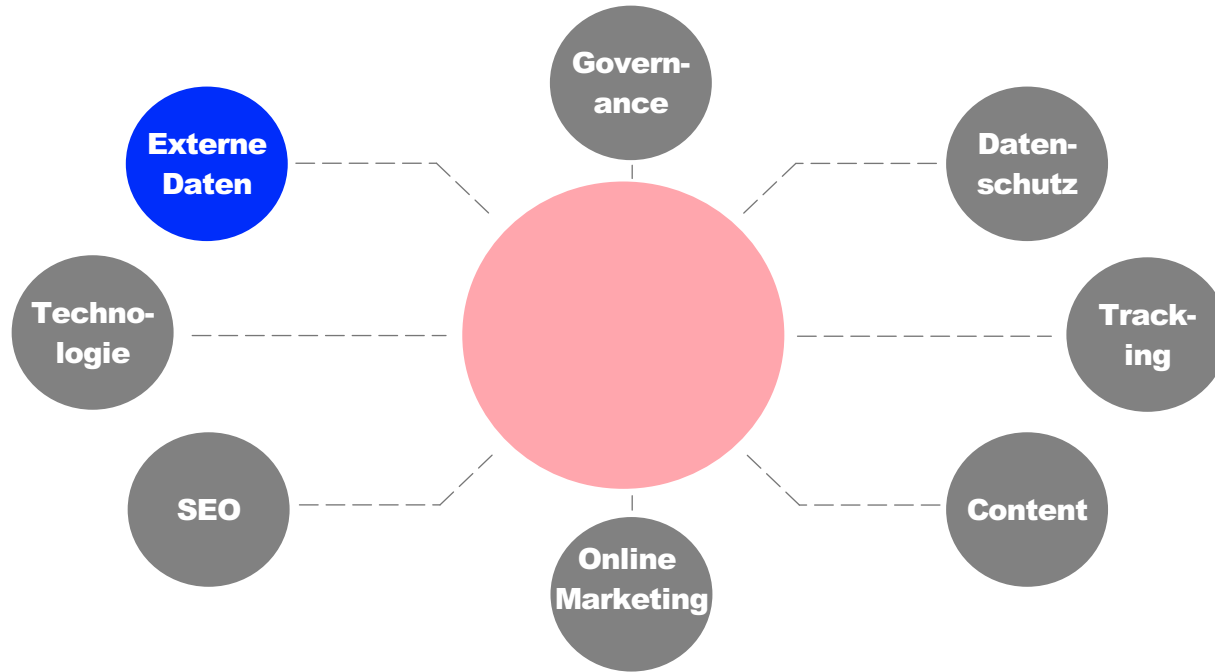 Govern-
ance
Externe
Daten
Daten-
schutz
Techno-
logie
Track-
ing
SEO
Content
Online
Marketing